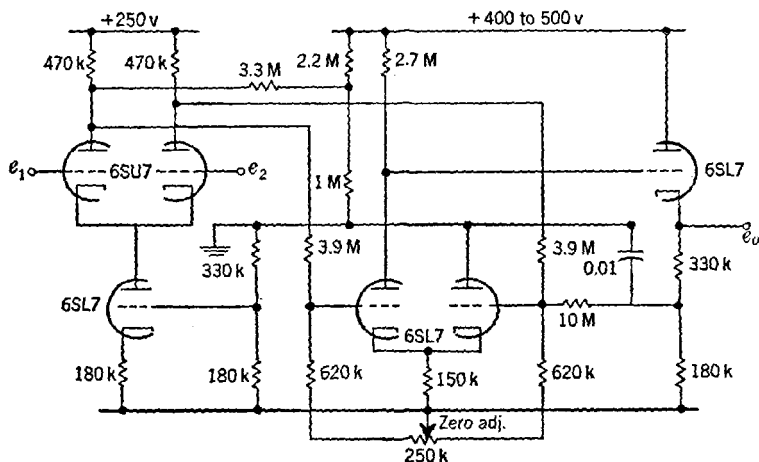 +250 v
+400 to 500 v
470 k
470 k
3.3 M
2.2 M
2.7 M
e1
6SU7
e2
1 M
6SL7
eo
330 k
3.9 M
3.9 M
0.01
330 k
6SL7
6SL7
10 M
180 k
180 k
620 k
150 k
620 k
180 k
Zero adj.
250 k